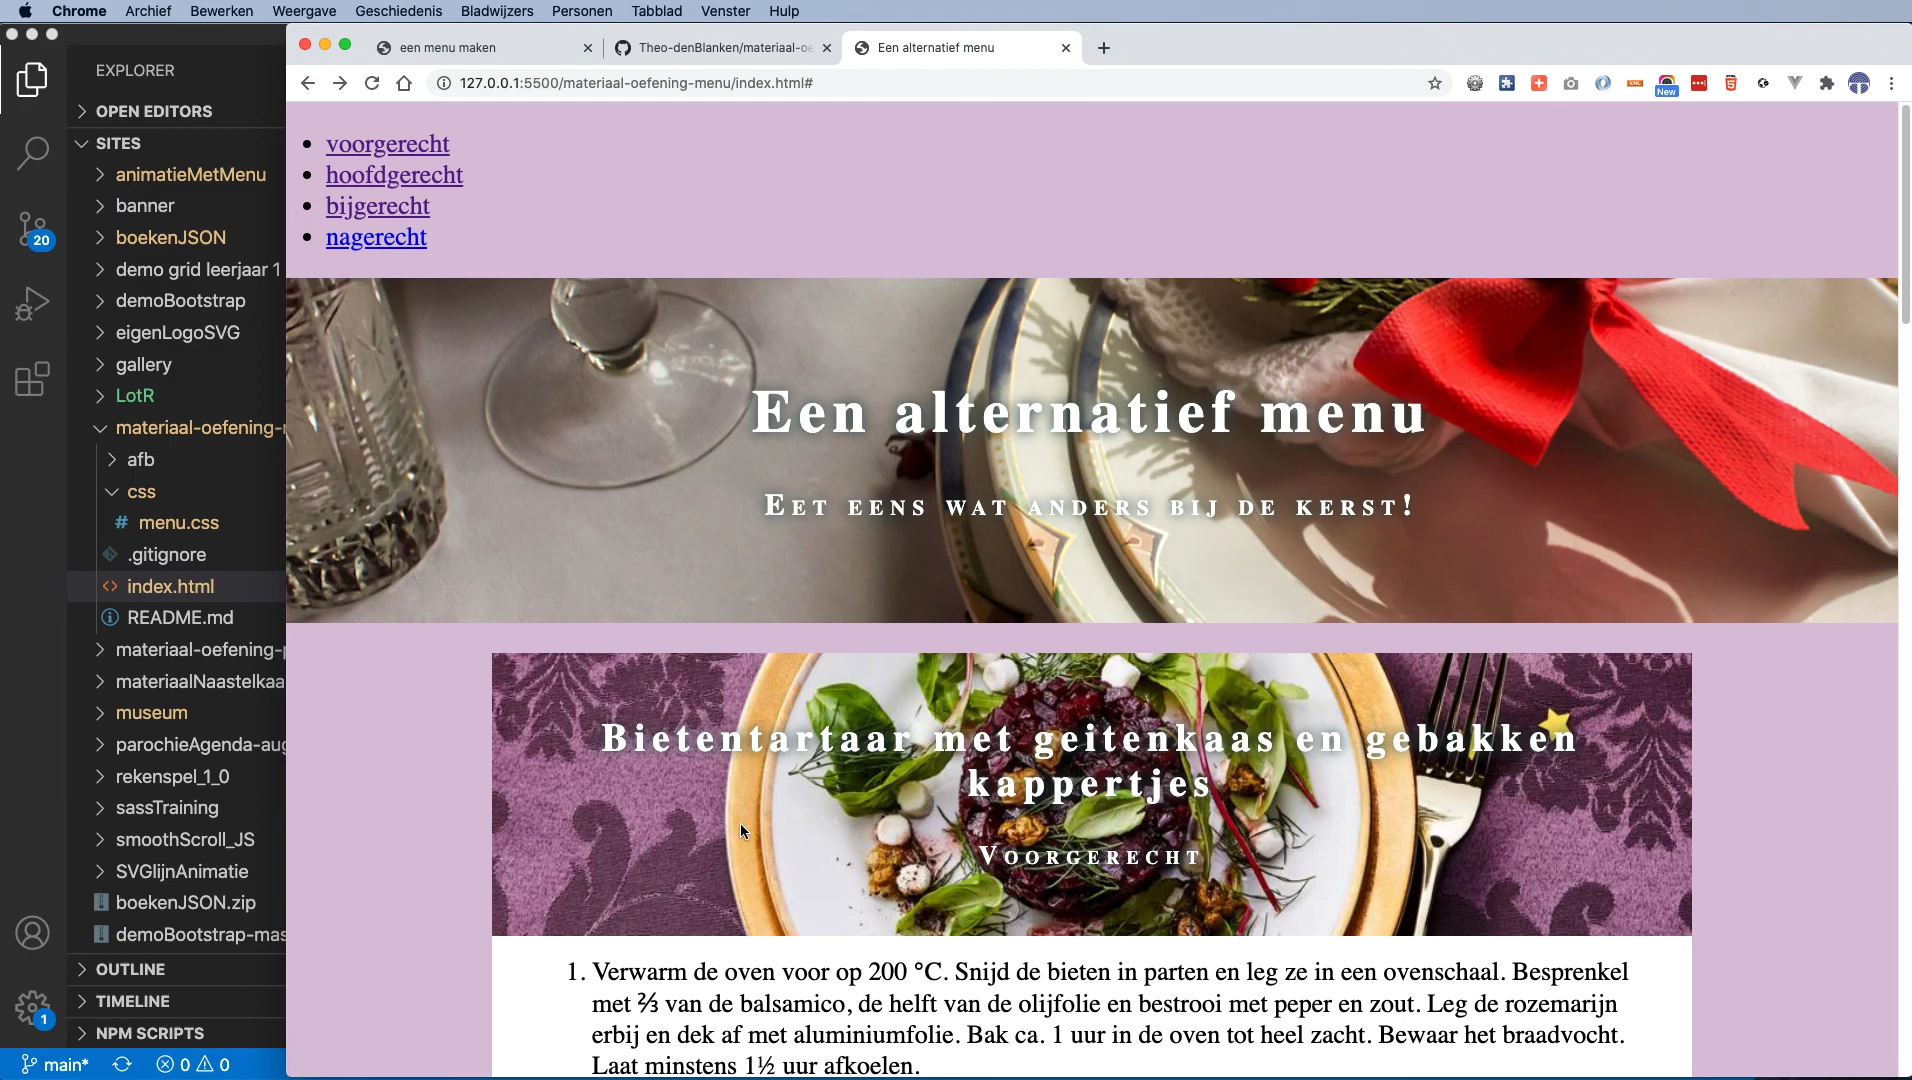 Chrome Archief Bewerken Weergave Geschiedenis Bladwijzers Personen Tabblad Venster Hulp
een menu maken
Theo-denBlanken/materiaal-oe
Een alternatief menu
127.0.0.1:5500/materiaal-oefening-menu/index.html#
New
EXPLORER
OPEN EDITORS
SITES
animatieMetMenu
banner
boekenJSON
demo grid leerjaar 1
demoBootstrap
eigenLogoSVG
gallery
LotR
materiaal-oefening-
afb
css
# menu.css
.gitignore
<> index.html
README.md
materiaal-oefening-
materiaalNaastelkaa
museum
parochieAgenda-aug
rekenspel_1_0
sassTraining
smoothScroll_JS
SVGlijnAnimatie
boekenJSON.zip
demoBootstrap-mas
OUTLINE
TIMELINE
NPM SCRIPTS
20
1
main*
0 0
• voorgerecht
• hoofdgerecht
• bijgerecht
• nagerecht
Een alternatief menu
Eet eens wat anders bij de kerst!
Bietentartaar met geitenkaas en gebakken
kappertjes
Voorgerecht
1. Verwarm de oven voor op 200 °C. Snijd de bieten in parten en leg ze in een ovenschaal. Besprenkel
met ⅔ van de balsamico, de helft van de olijfolie en bestrooi met peper en zout. Leg de rozemarijn
erbij en dek af met aluminiumfolie. Bak ca. 1 uur in de oven tot heel zacht. Bewaar het braadvocht.
Laat minstens 1½ uur afkoelen.